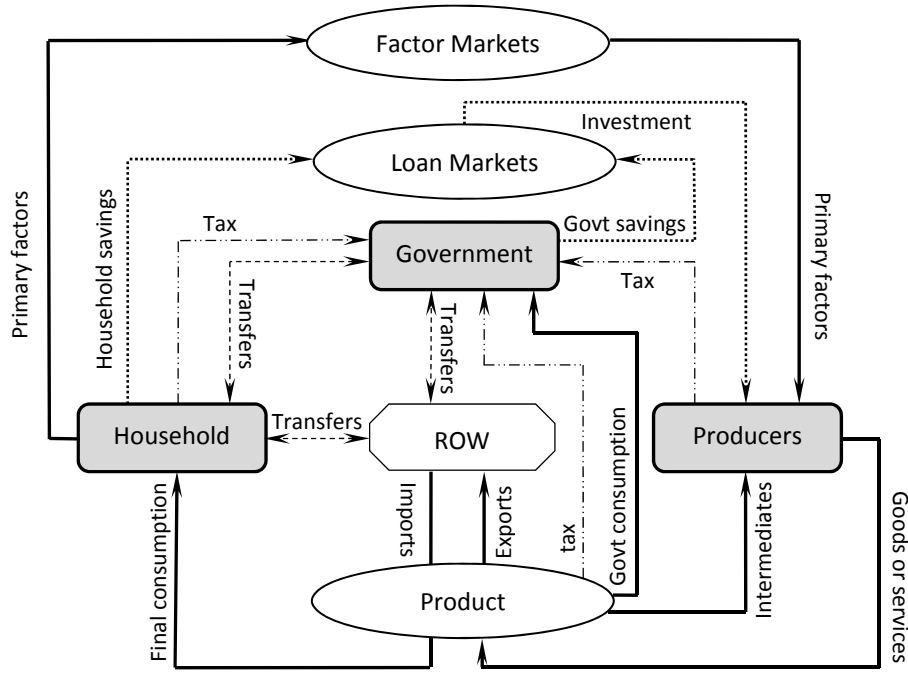 Factor Markets
Investment
Loan Markets
Primary factors
Household savings
Tax
Govt savings
Government
Tax
Primary factors
Transfers
Transfers
Household
Transfers
ROW
Producers
Final consumption
Imports
Exports
tax
Govt consumption
Intermediates
Goods or services
Product